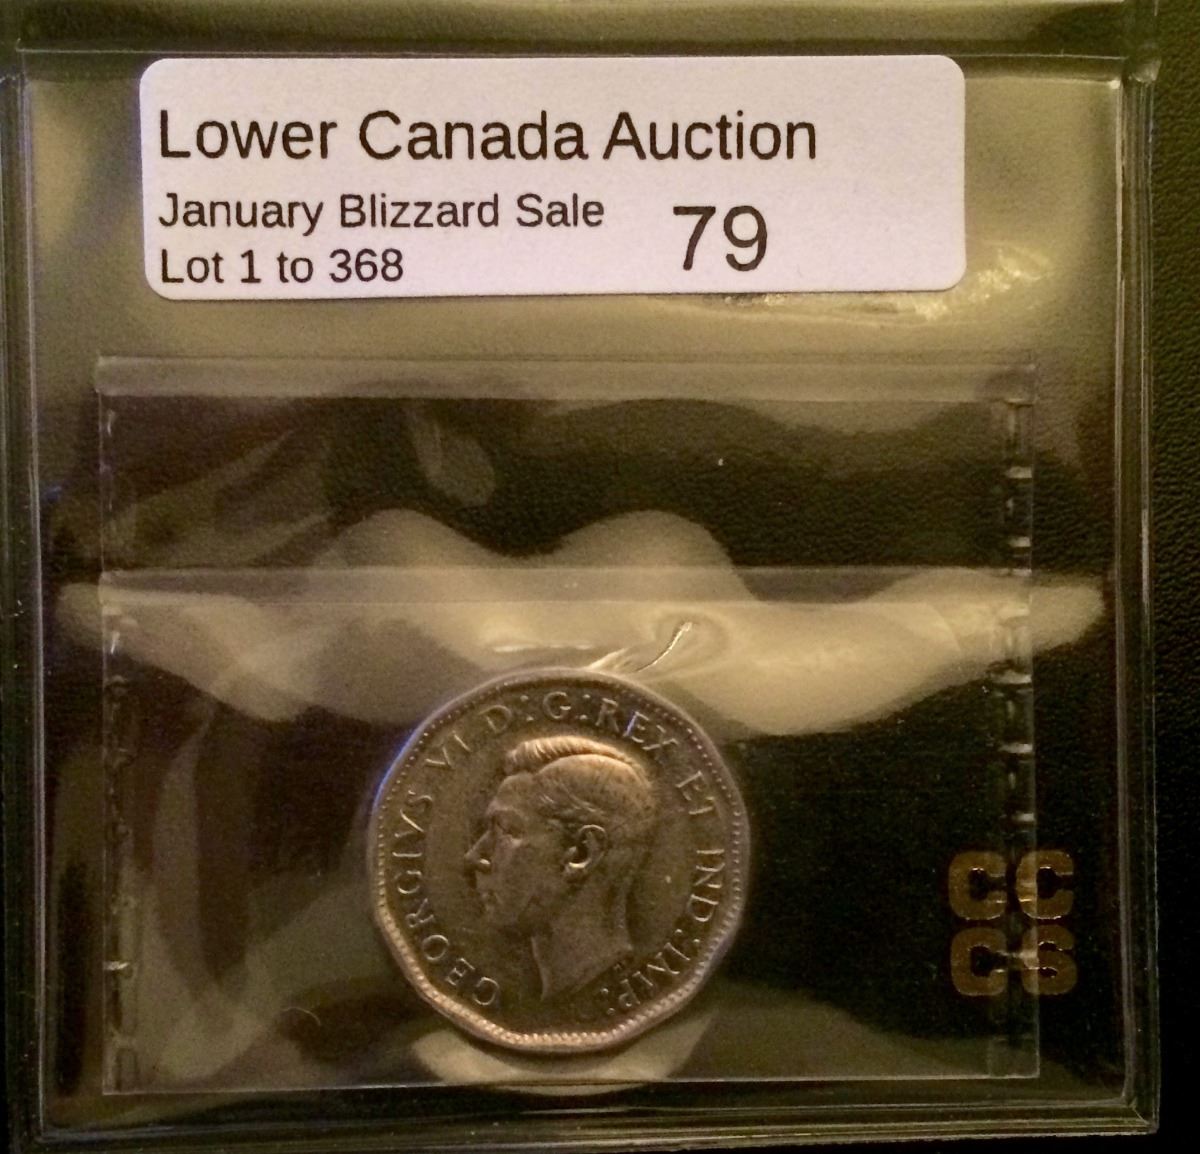 Lower Canada Auction
January Blizzard Sale 79
Lot 1 to 368
GEORGIVS VI D:G:REX ET IND:IMP:
CC
CS